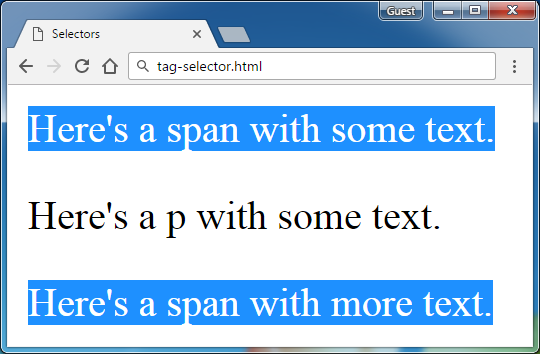 Guest
Selectors
tag-selector.html
Here's a span with some text.
Here's a p with some text.
Here's a span with more text.